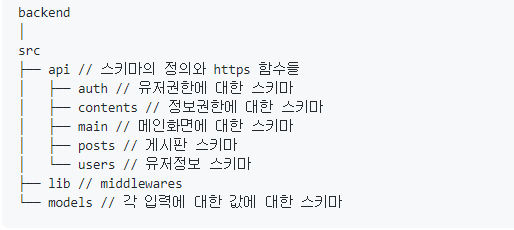 backend
│
src
├── api // 스키마의 정의와 https 함수들
│   ├── auth // 유저권한에 대한 스키마
│   ├── contents // 정보권한에 대한 스키마
│   ├── main // 메인화면에 대한 스키마
│   ├── posts // 게시판 스키마
│   └── users // 유저정보 스키마
├── lib // middlewares
└── models // 각 입력에 대한 값에 대한 스키마